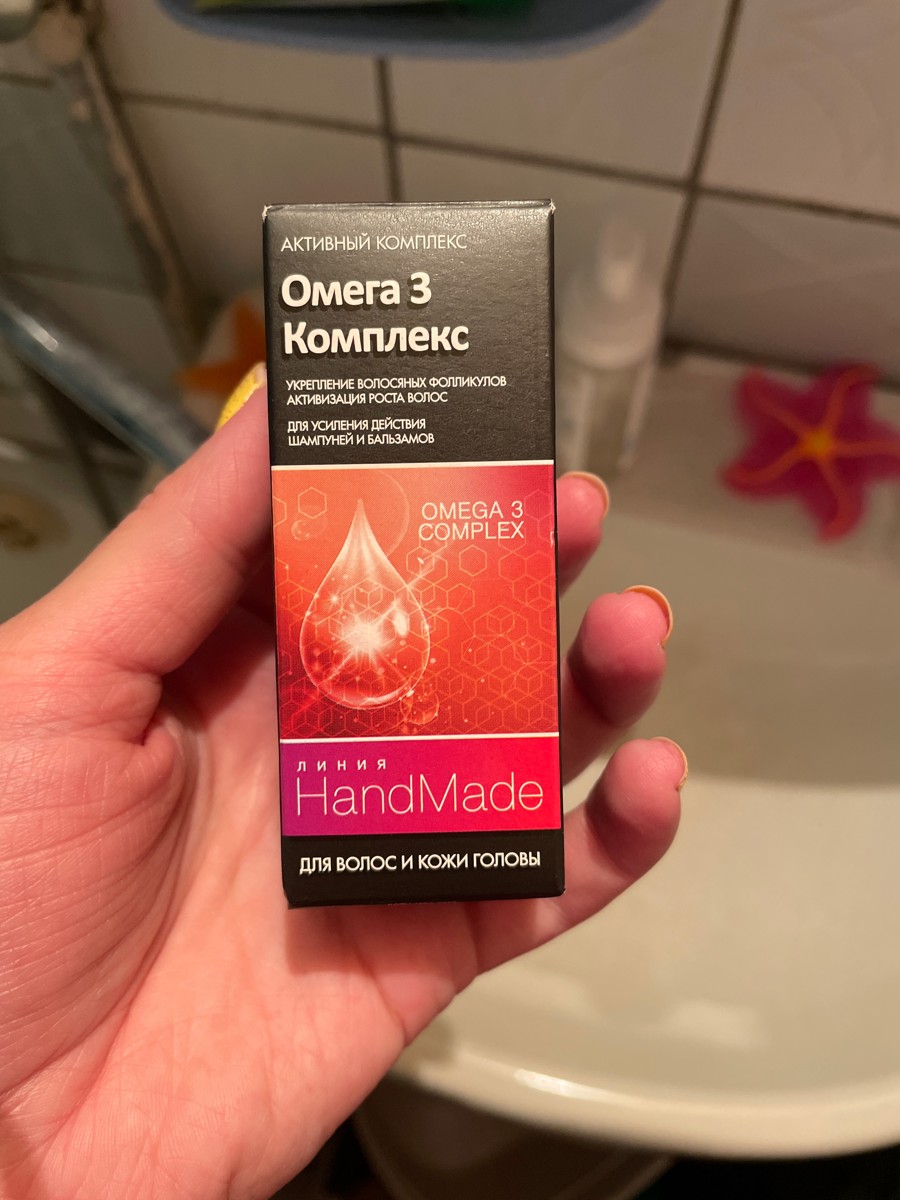 АКТИВНЫЙ КОМПЛЕКС
Омега 3
Комплекс
УКРЕПЛЕНИЕ ВОЛОСЯНЫХ ФОЛЛИКУЛОВ
АКТИВИЗАЦИЯ РОСТА ВОЛОС
ДЛЯ УСИЛЕНИЯ ДЕЙСТВИЯ
ШАМПУНЕЙ И БАЛЬЗАМОВ
OMEGA 3
COMPLEX
ЛИНИЯ
HandMade
ДЛЯ ВОЛОС И КОЖИ ГОЛОВЫ